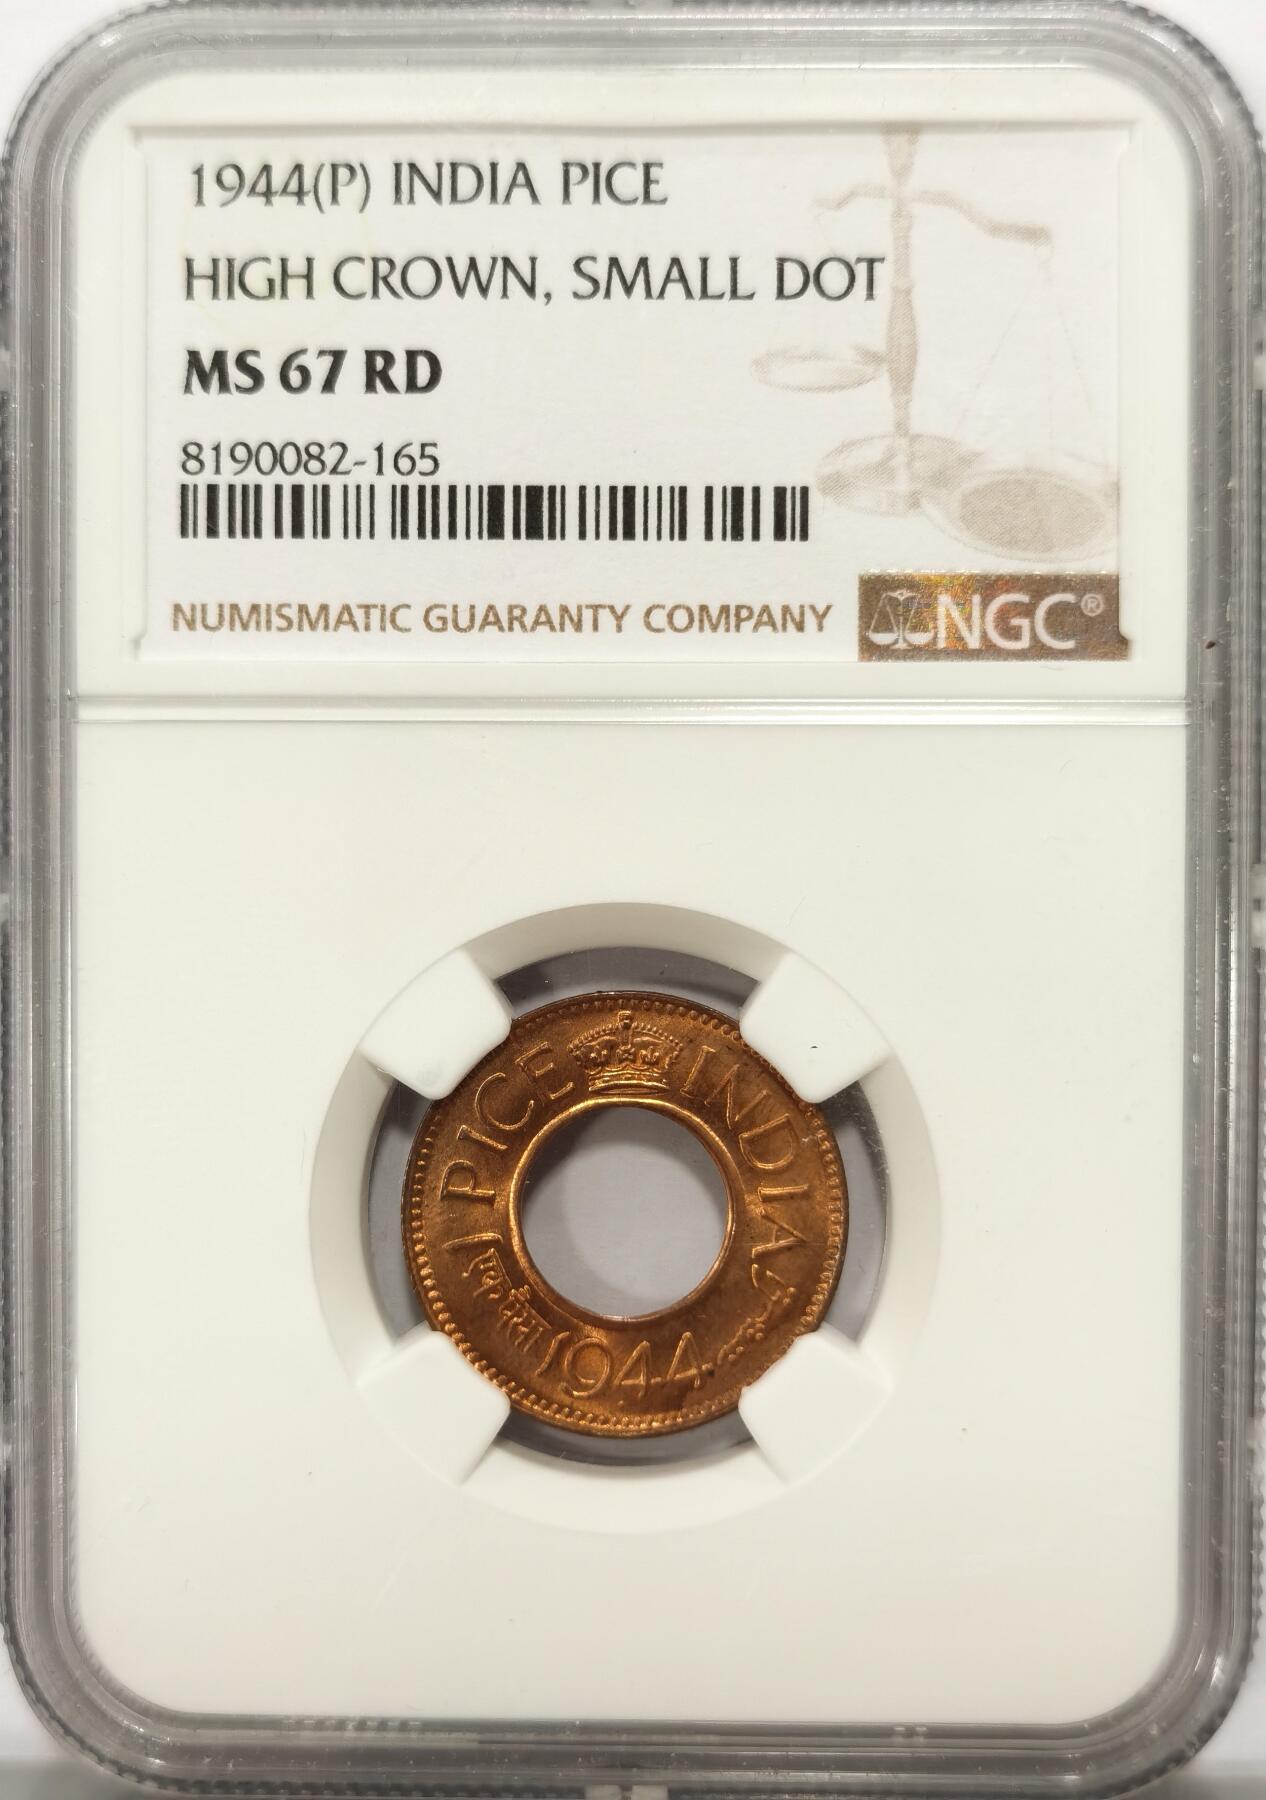 1944(P) INDIA PICE
HIGH CROWN, SMALL DOT
MS 67 RD
8190082-165
NUMISMATIC GUARANTY COMPANY
NGC®
1 PICE INDIA
एक पैसा 1944